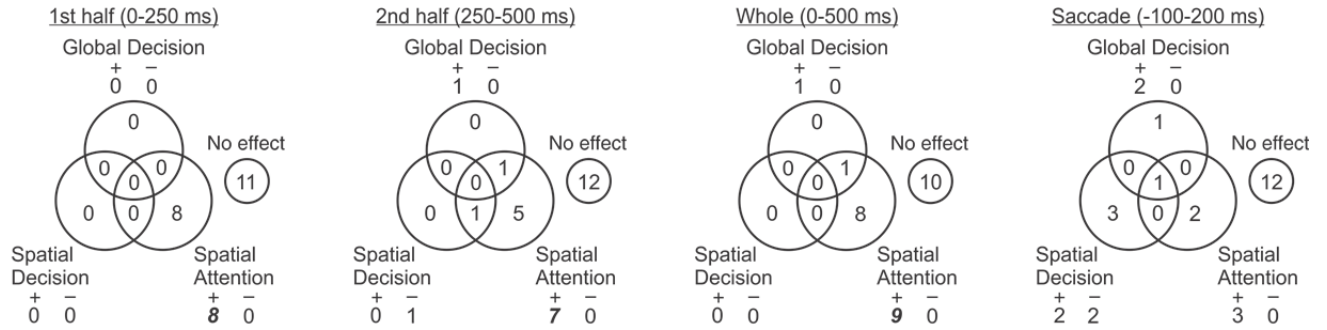 1st half (0-250 ms)
Global Decision
+ −
0 0
0
No effect
0 0
0
11
0 0 8
Spatial
Decision
+ −
0 0
Spatial
Attention
+ −
8 0
2nd half (250-500 ms)
Global Decision
+ −
1 0
0
No effect
0 1
0
12
0 1 5
Spatial
Decision
+ −
0 1
Spatial
Attention
+ −
7 0
Whole (0-500 ms)
Global Decision
+ −
1 0
0
No effect
0 1
0
10
0 0 8
Spatial
Decision
+ −
0 0
Spatial
Attention
+ −
9 0
Saccade (-100-200 ms)
Global Decision
+ −
2 0
1
No effect
0 0
1
12
3 0 2
Spatial
Decision
+ −
2 2
Spatial
Attention
+ −
3 0